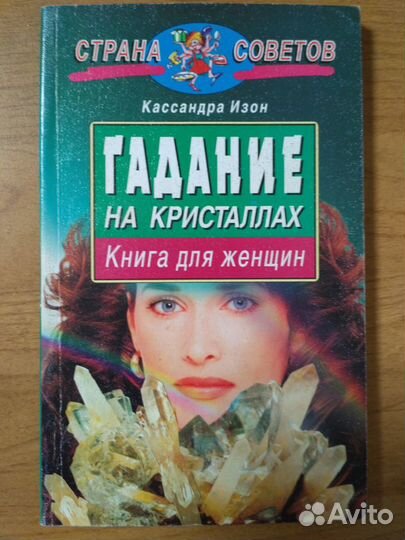 СТРАНА СОВЕТОВ
Кассандра Изон
ГАДАНИЕ
НА КРИСТАЛЛАХ
Книга для женщин
Avito